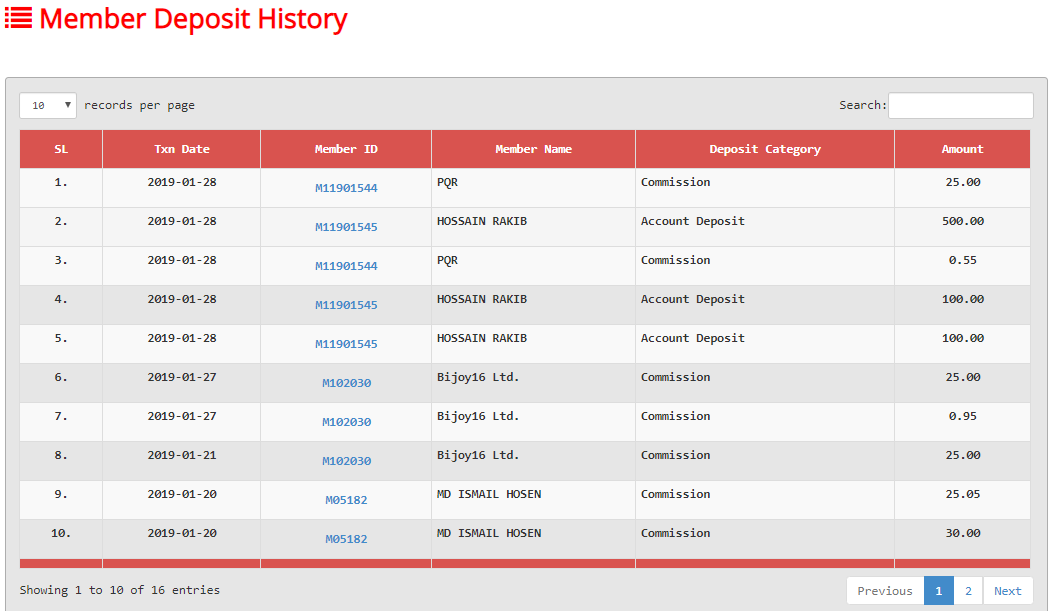 Member Deposit History
10 records per page Search:
SL Txn Date Member ID Member Name Deposit Category Amount
1. 2019-01-28 M11901544 PQR Commission 25.00
2. 2019-01-28 M11901545 HOSSAIN RAKIB Account Deposit 500.00
3. 2019-01-28 M11901544 PQR Commission 0.55
4. 2019-01-28 M11901545 HOSSAIN RAKIB Account Deposit 100.00
5. 2019-01-28 M11901545 HOSSAIN RAKIB Account Deposit 100.00
6. 2019-01-27 M102030 Bijoy16 Ltd. Commission 25.00
7. 2019-01-27 M102030 Bijoy16 Ltd. Commission 0.95
8. 2019-01-21 M102030 Bijoy16 Ltd. Commission 25.00
9. 2019-01-20 M05182 MD ISMAIL HOSEN Commission 25.05
10. 2019-01-20 M05182 MD ISMAIL HOSEN Commission 30.00
Showing 1 to 10 of 16 entries Previous 1 2 Next